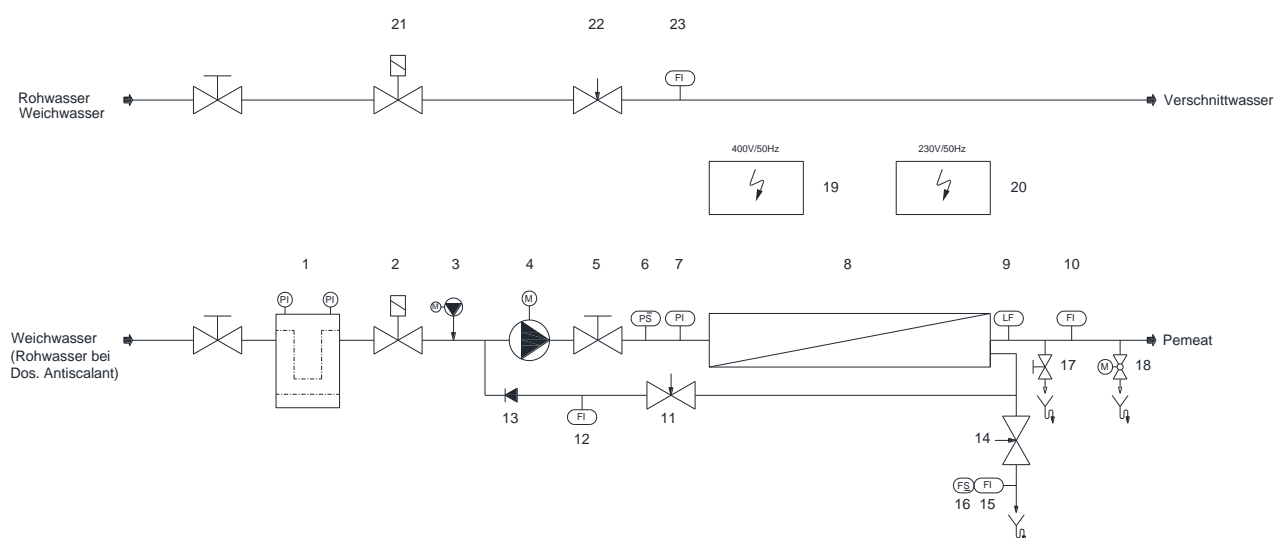 21 22 23
FI
Rohwasser
Weichwasser
Verschnittwasser
400V/50Hz 230V/50Hz
19 20
1 2 3 4 5 6 7 8 9 10
PI PI M M
PS PI LF FI
Weichwasser
(Rohwasser bei
Dos. Antiscalant)
Pemeat
17 M 18
13 FI 11
12
14
FS FI
16 15